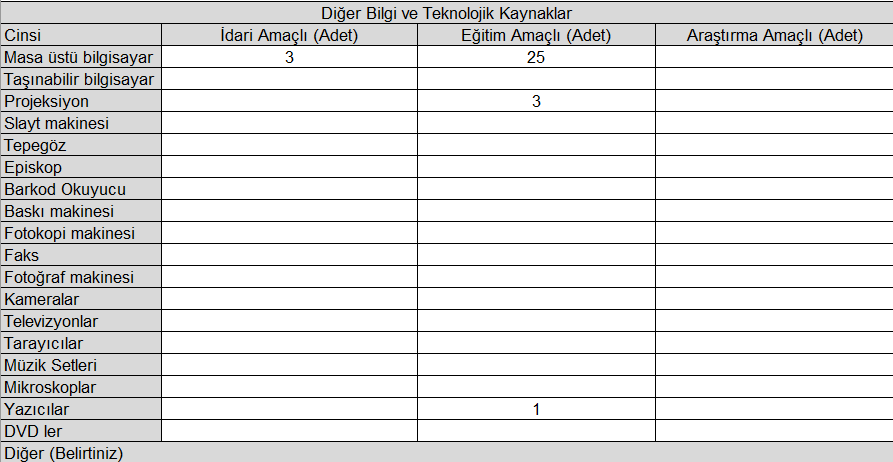 Diğer Bilgi ve Teknolojik Kaynaklar
Cinsi İdari Amaçlı (Adet) Eğitim Amaçlı (Adet) Araştırma Amaçlı (Adet)
Masa üstü bilgisayar 3 25
Taşınabilir bilgisayar
Projeksiyon 3
Slayt makinesi
Tepegöz
Episkop
Barkod Okuyucu
Baskı makinesi
Fotokopi makinesi
Faks
Fotoğraf makinesi
Kameralar
Televizyonlar
Tarayıcılar
Müzik Setleri
Mikroskoplar
Yazıcılar 1
DVD ler
Diğer (Belirtiniz)